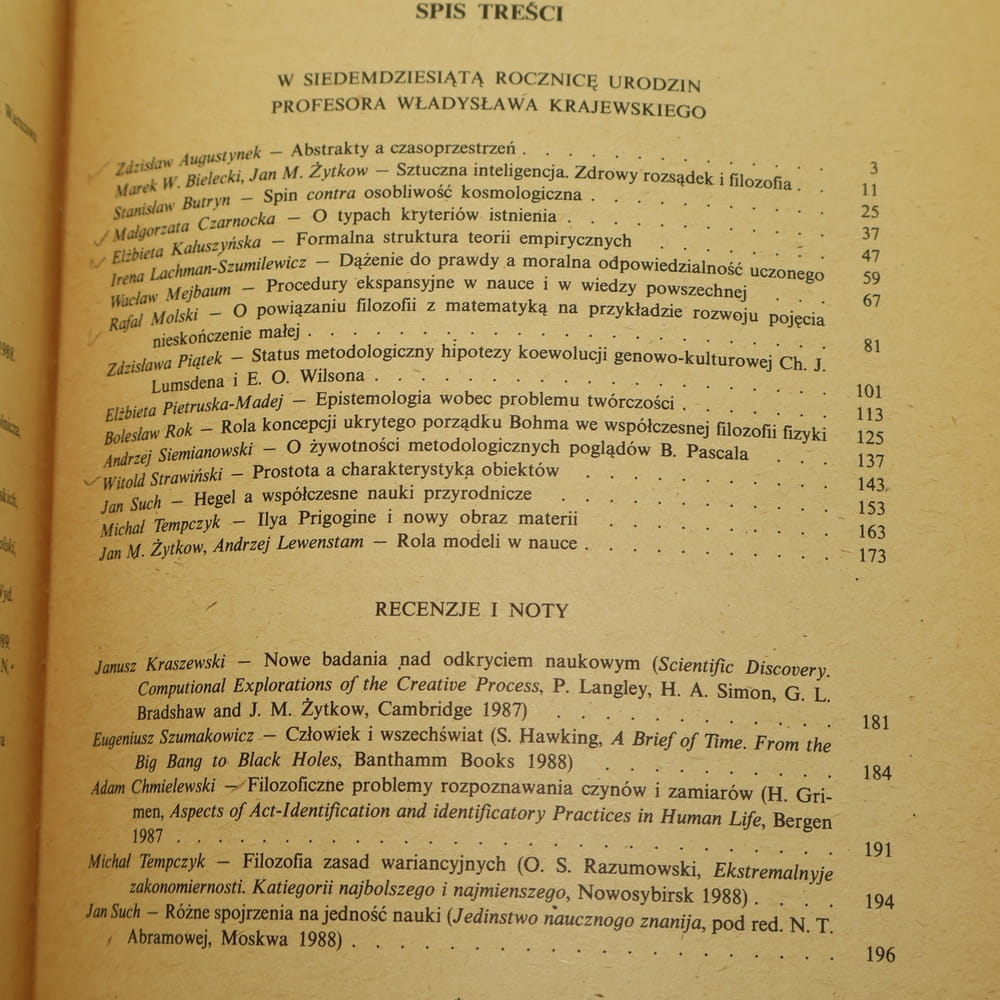 SPIS TREŚCI
W SIEDEMDZIESIĄTĄ ROCZNICĘ URODZIN
PROFESORA WŁADYSŁAWA KRAJEWSKIEGO
Zdzisław Augustynek — Abstrakty a czasoprzestrzeń . . . . . . . . . . . . 3
Marek W. Bielecki, Jan M. Żytkow — Sztuczna inteligencja. Zdrowy rozsądek i filozofia . . 11
Stanisław Butryn — Spin contra osobliwość kosmologiczna . . . . . . . . . . 25
Małgorzata Czarnocka — O typach kryteriów istnienia . . . . . . . . . . . 37
Elżbieta Kałuszyńska — Formalna struktura teorii empirycznych . . . . . . . . 47
Irena Lachman-Szumilewicz — Dążenie do prawdy a moralna odpowiedzialność uczonego 59
Wacław Mejbaum — Procedury ekspansyjne w nauce i w wiedzy powszechnej . . . 67
Rafał Molski — O powiązaniu filozofii z matematyką na przykładzie rozwoju pojęcia
nieskończenie małej . . . . . . . . . . . . . . . . . . . 81
Zdzisława Piątek — Status metodologiczny hipotezy koewolucji genowo-kulturowej Ch. J.
Lumsdena i E. O. Wilsona . . . . . . . . . . . . . . . . . 101
Elżbieta Pietruska-Madej — Epistemologia wobec problemu twórczości . . . . . . 113
Bolesław Rok — Rola koncepcji ukrytego porządku Bohma we współczesnej filozofii fizyki 125
Andrzej Siemianowski — O żywotności metodologicznych poglądów B. Pascala . . . 137
Witold Strawiński — Prostota a charakterystyka obiektów . . . . . . . . . . 143
Jan Such — Hegel a współczesne nauki przyrodnicze . . . . . . . . . . . 153
Michał Tempczyk — Ilya Prigogine i nowy obraz materii . . . . . . . . . . 163
Jan M. Żytkow, Andrzej Lewenstam — Rola modeli w nauce . . . . . . . . . . 173
RECENZJE I NOTY
Janusz Kraszewski — Nowe badania nad odkryciem naukowym (Scientific Discovery.
Computional Explorations of the Creative Process, P. Langley, H. A. Simon, G. L.
Bradshaw and J. M. Żytkow, Cambridge 1987) . . . . . . . . . . . . 181
Eugeniusz Szumakowicz — Człowiek i wszechświat (S. Hawking, A Brief of Time. From the
Big Bang to Black Holes, Banthamm Books 1988) . . . . . . . . . . 184
Adam Chmielewski — Filozoficzne problemy rozpoznawania czynów i zamiarów (H. Gri-
men, Aspects of Act-Identification and identificatory Practices in Human Life, Bergen
1987 . . . . . . . . . . . . . . . . . . . . . . . . . 191
Michał Tempczyk — Filozofia zasad wariancyjnych (O. S. Razumowski, Ekstremalnyje
zakonomiernosti. Katiegorii najbolszego i najmienszego, Nowosybirsk 1988) . . . . 194
Jan Such — Różne spojrzenia na jedność nauki (Jedinstwo naucznogo znanija, pod red. N. T.
Abramowej, Moskwa 1988) . . . . . . . . . . . . . . . . . . 196
Warszawa
1988.